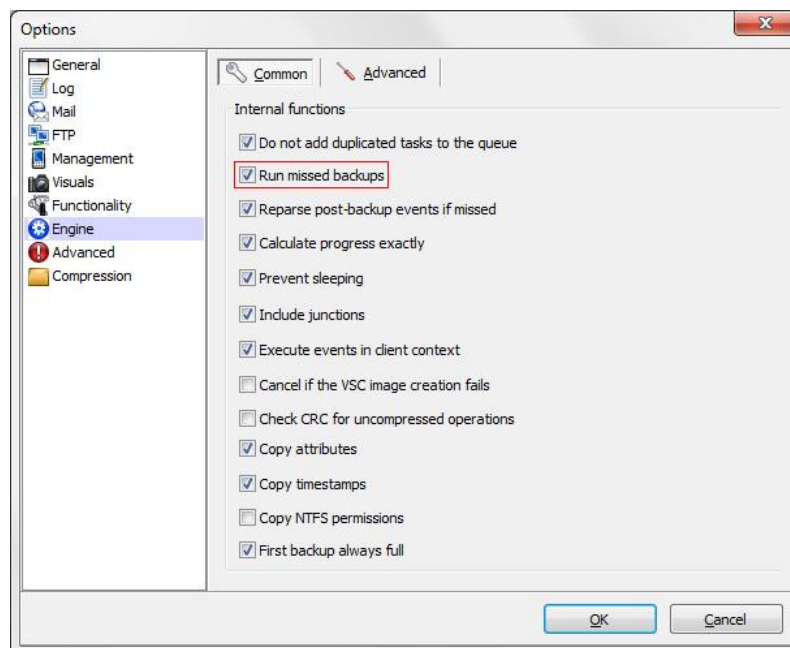 Options
General
Log
Mail
FTP
Management
Visuals
Functionality
Engine
Advanced
Compression
Common
Advanced
Internal functions
Do not add duplicated tasks to the queue
Run missed backups
Reparse post-backup events if missed
Calculate progress exactly
Prevent sleeping
Include junctions
Execute events in client context
Cancel if the VSC image creation fails
Check CRC for uncompressed operations
Copy attributes
Copy timestamps
Copy NTFS permissions
First backup always full
OK
Cancel